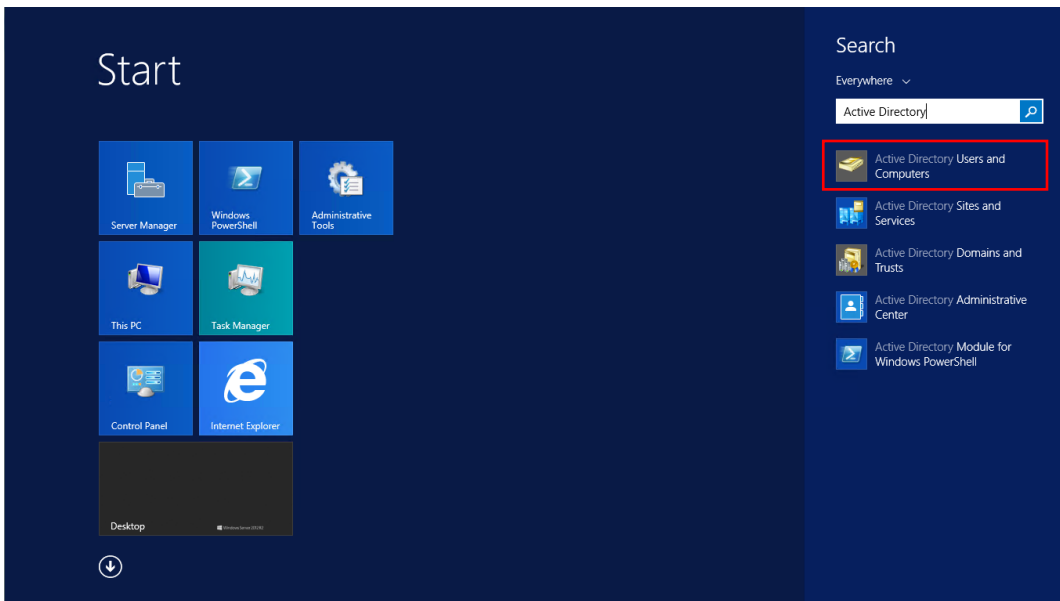 Start
Server Manager
Windows
PowerShell
Administrative
Tools
This PC
Task Manager
Control Panel
Internet Explorer
Desktop
Search
Everywhere
Active Directory
Active Directory Users and
Computers
Active Directory Sites and
Services
Active Directory Domains and
Trusts
Active Directory Administrative
Center
Active Directory Module for
Windows PowerShell